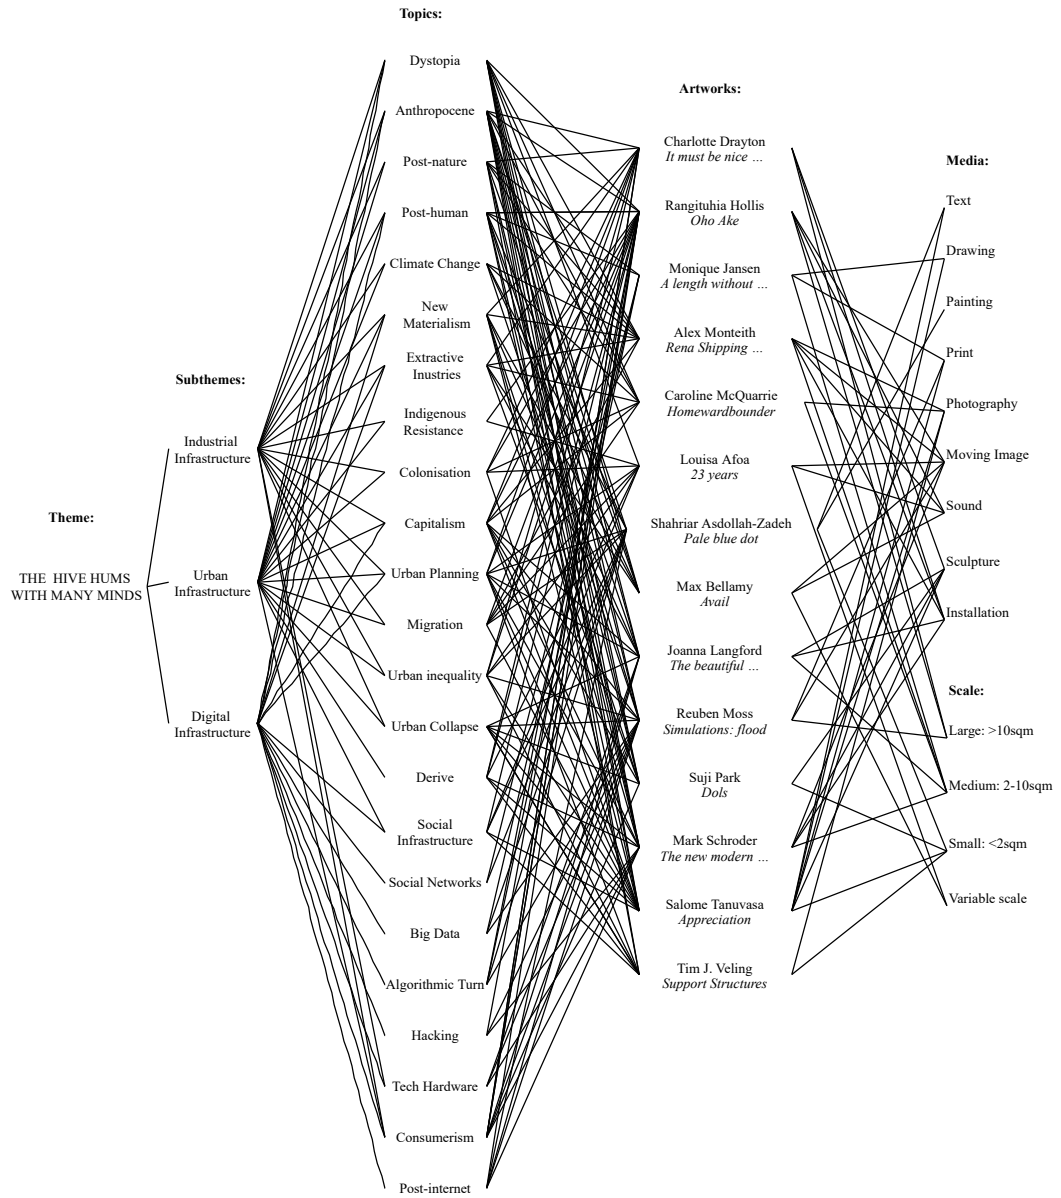 Theme:
THE HIVE HUMS
WITH MANY MINDS
Subthemes:
Industrial
Infrastructure
Urban
Infrastructure
Digital
Infrastructure
Topics:
Dystopia
Anthropocene
Post-nature
Post-human
Climate Change
New
Materialism
Extractive
Inustries
Indigenous
Resistance
Colonisation
Capitalism
Urban Planning
Migration
Urban inequality
Urban Collapse
Derive
Social
Infrastructure
Social Networks
Big Data
Algorithmic Turn
Hacking
Tech Hardware
Consumerism
Post-internet
Artworks:
Charlotte Drayton
It must be nice ...
Rangituhia Hollis
Oho Ake
Monique Jansen
A length without ...
Alex Monteith
Rena Shipping ...
Caroline McQuarrie
Homewardbounder
Louisa Afoa
23 years
Shahriar Asdollah-Zadeh
Pale blue dot
Max Bellamy
Avail
Joanna Langford
The beautiful ...
Reuben Moss
Simulations: flood
Suji Park
Dols
Mark Schroder
The new modern ...
Salome Tanuvasa
Appreciation
Tim J. Veling
Support Structures
Media:
Text
Drawing
Painting
Print
Photography
Moving Image
Sound
Sculpture
Installation
Scale:
Large: >10sqm
Medium: 2-10sqm
Small: <2sqm
Variable scale